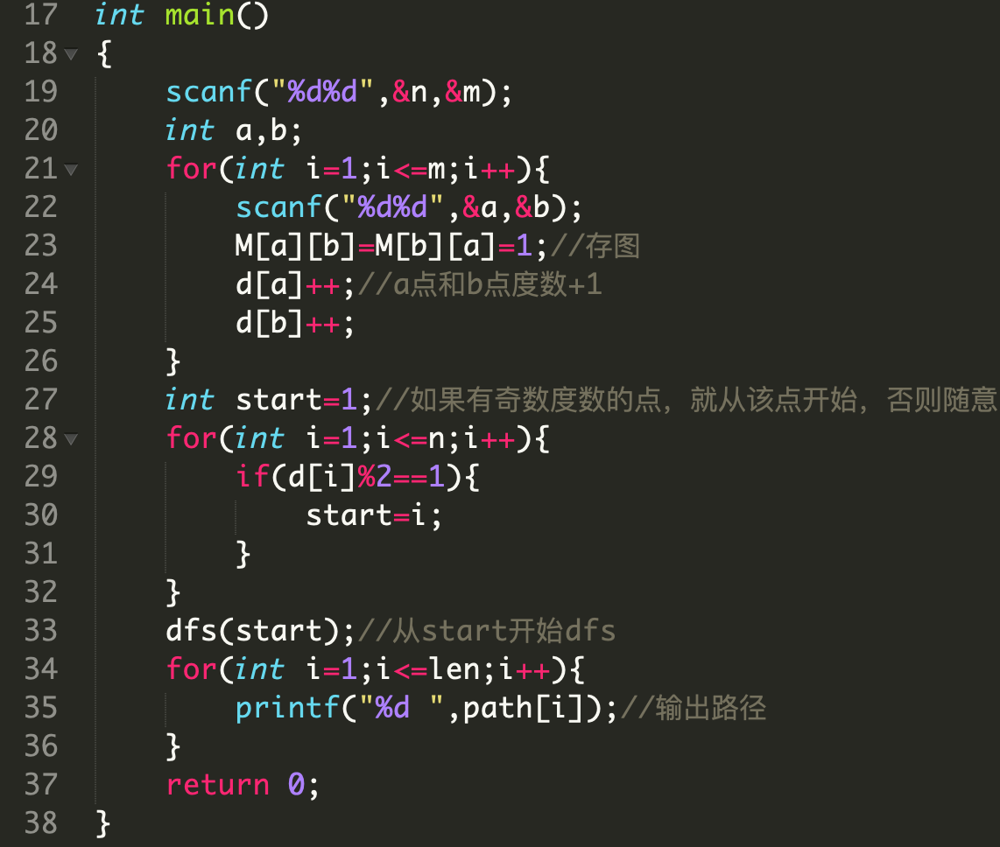 17 int main()
18 {
19 scanf("%d%d",&n,&m);
20 int a,b;
21 for(int i=1;i<=m;i++){
22 scanf("%d%d",&a,&b);
23 M[a][b]=M[b][a]=1;//存图
24 d[a]++;//a点和b点度数+1
25 d[b]++;
26 }
27 int start=1;//如果有奇数度数的点，就从该点开始，否则随意
28 for(int i=1;i<=n;i++){
29 if(d[i]%2==1){
30 start=i;
31 }
32 }
33 dfs(start);//从start开始dfs
34 for(int i=1;i<=len;i++){
35 printf("%d ",path[i]);//输出路径
36 }
37 return 0;
38 }